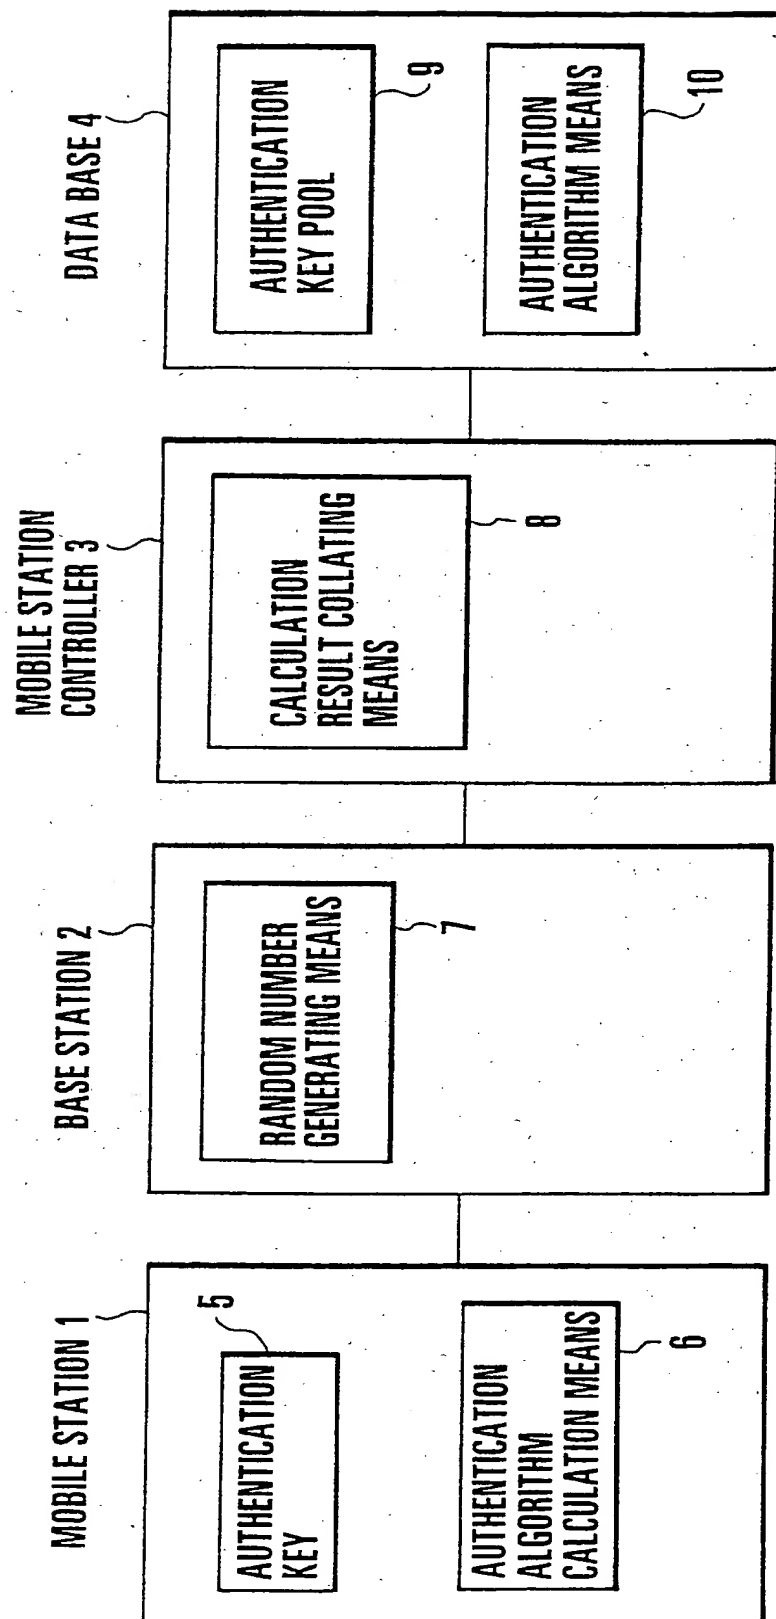 MOBILE STATION 1
AUTHENTICATION
KEY
5
AUTHENTICATION
ALGORITHM
CALCULATION MEANS
6
BASE STATION 2
RANDOM NUMBER
GENERATING MEANS
7
MOBILE STATION
CONTROLLER 3
CALCULATION
RESULT COLLATING
MEANS
8
DATA BASE 4
AUTHENTICATION
KEY POOL
9
AUTHENTICATION
ALGORITHM MEANS
10